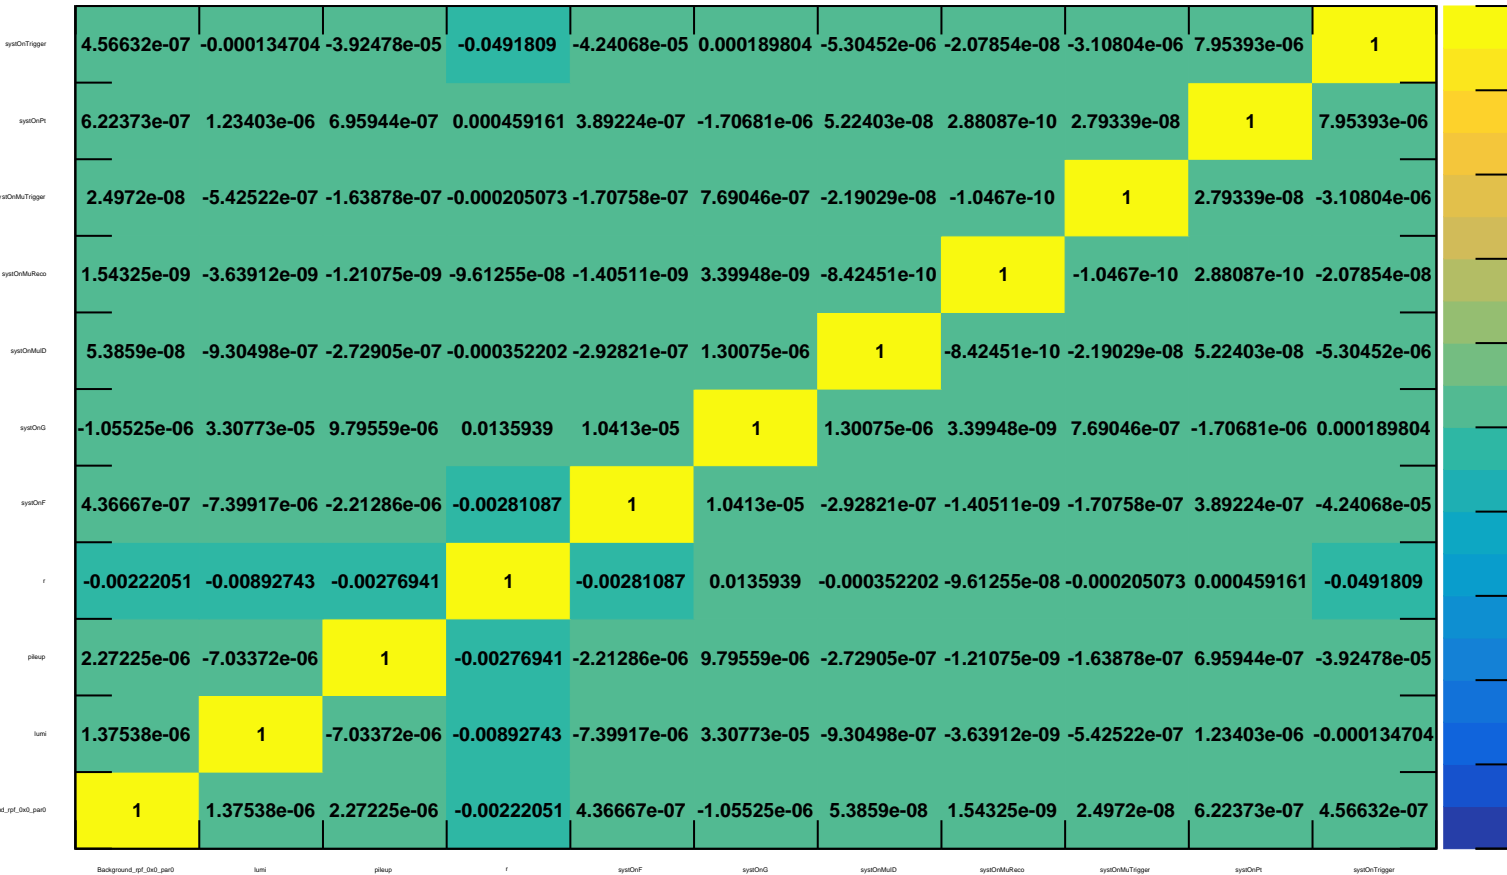 systOnTrigger 4.56632e-07 -0.000134704 -3.92478e-05 -0.0491809 -4.24068e-05 0.000189804 -5.30452e-06 -2.07854e-08 -3.10804e-06 7.95393e-06 1
systOnPt 6.22373e-07 1.23403e-06 6.95944e-07 0.000459161 3.89224e-07 -1.70681e-06 5.22403e-08 2.88087e-10 2.79339e-08 1 7.95393e-06
stOnMuTrigger 2.4972e-08 -5.42522e-07 -1.63878e-07 -0.000205073 -1.70758e-07 7.69046e-07 -2.19029e-08 -1.0467e-10 1 2.79339e-08 -3.10804e-06
systOnMuReco 1.54325e-09 -3.63912e-09 -1.21075e-09 -9.61255e-08 -1.40511e-09 3.39948e-09 -8.42451e-10 1 -1.0467e-10 2.88087e-10 -2.07854e-08
systOnMuID 5.3859e-08 -9.30498e-07 -2.72905e-07 -0.000352202 -2.92821e-07 1.30075e-06 1 -8.42451e-10 -2.19029e-08 5.22403e-08 -5.30452e-06
systOnG -1.05525e-06 3.30773e-05 9.79559e-06 0.0135939 1.0413e-05 1 1.30075e-06 3.39948e-09 7.69046e-07 -1.70681e-06 0.000189804
systOnF 4.36667e-07 -7.39917e-06 -2.21286e-06 -0.00281087 1 1.0413e-05 -2.92821e-07 -1.40511e-09 -1.70758e-07 3.89224e-07 -4.24068e-05
r -0.00222051 -0.00892743 -0.00276941 1 -0.00281087 0.0135939 -0.000352202 -9.61255e-08 -0.000205073 0.000459161 -0.0491809
pileup 2.27225e-06 -7.03372e-06 1 -0.00276941 -2.21286e-06 9.79559e-06 -2.72905e-07 -1.21075e-09 -1.63878e-07 6.95944e-07 -3.92478e-05
lumi 1.37538e-06 1 -7.03372e-06 -0.00892743 -7.39917e-06 3.30773e-05 -9.30498e-07 -3.63912e-09 -5.42522e-07 1.23403e-06 -0.000134704
d_rpf_0x0_par0 1 1.37538e-06 2.27225e-06 -0.00222051 4.36667e-07 -1.05525e-06 5.3859e-08 1.54325e-09 2.4972e-08 6.22373e-07 4.56632e-07
Background_rpf_0x0_par0 lumi pileup r systOnF systOnG systOnMuID systOnMuReco systOnMuTrigger systOnPt systOnTrigger